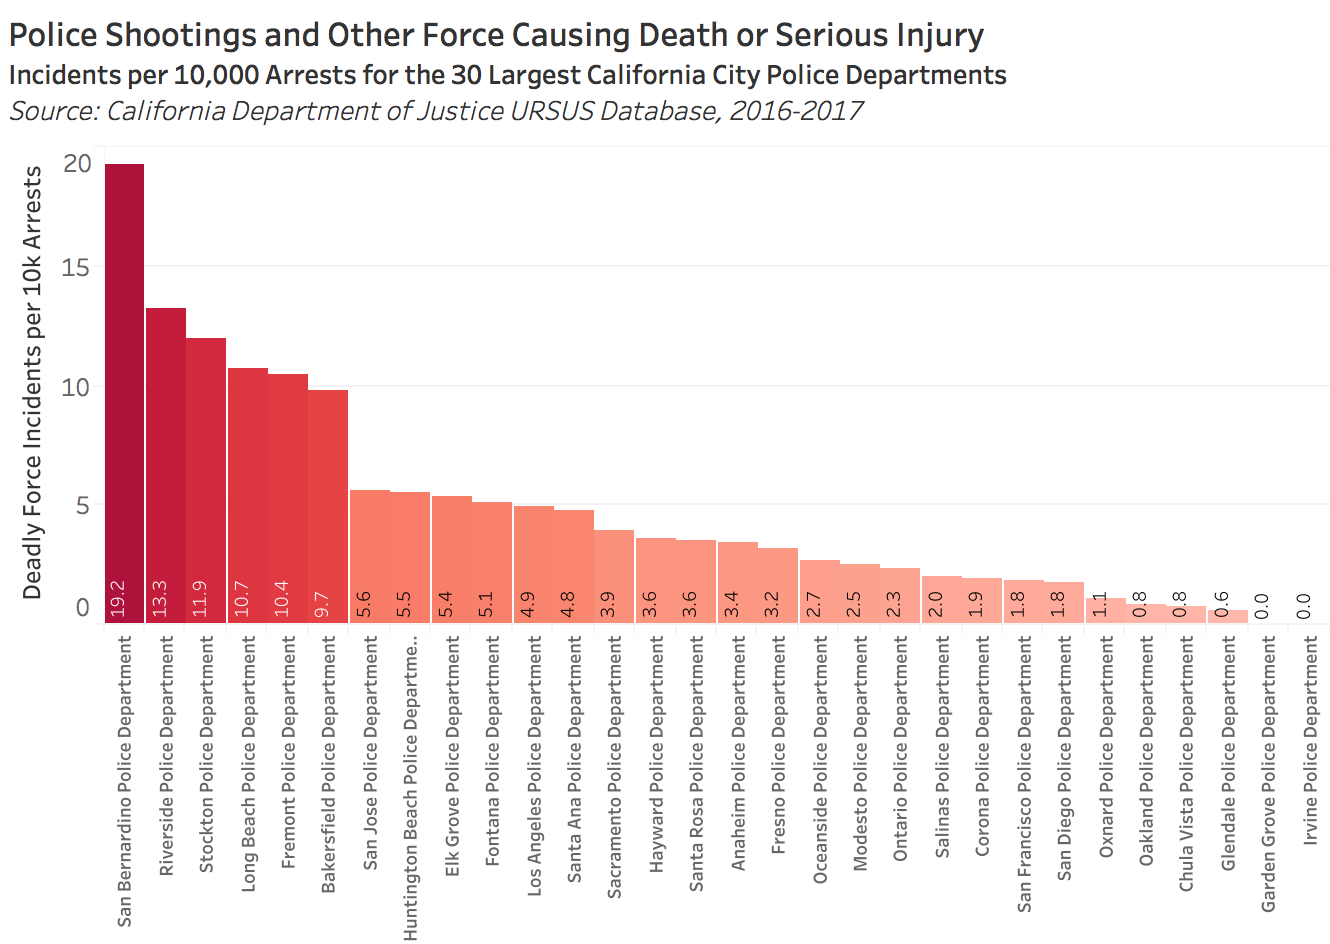 Police Shootings and Other Force Causing Death or Serious Injury
Incidents per 10,000 Arrests for the 30 Largest California City Police Departments
Source: California Department of Justice URSUS Database, 2016-2017
Deadly Force Incidents per 10k Arrests
20
15
10
5
0
19.2
13.3
11.9
10.7
10.4
9.7
5.6
5.5
5.4
5.1
4.9
4.8
3.9
3.6
3.6
3.4
3.2
2.7
2.5
2.3
2.0
1.9
1.8
1.8
1.1
0.8
0.8
0.6
0.0
0.0
San Bernardino Police Department
Riverside Police Department
Stockton Police Department
Long Beach Police Department
Fremont Police Department
Bakersfield Police Department
San Jose Police Department
Huntington Beach Police Departme..
Elk Grove Police Department
Fontana Police Department
Los Angeles Police Department
Santa Ana Police Department
Sacramento Police Department
Hayward Police Department
Santa Rosa Police Department
Anaheim Police Department
Fresno Police Department
Oceanside Police Department
Modesto Police Department
Ontario Police Department
Salinas Police Department
Corona Police Department
San Francisco Police Department
San Diego Police Department
Oxnard Police Department
Oakland Police Department
Chula Vista Police Department
Glendale Police Department
Garden Grove Police Department
Irvine Police Department